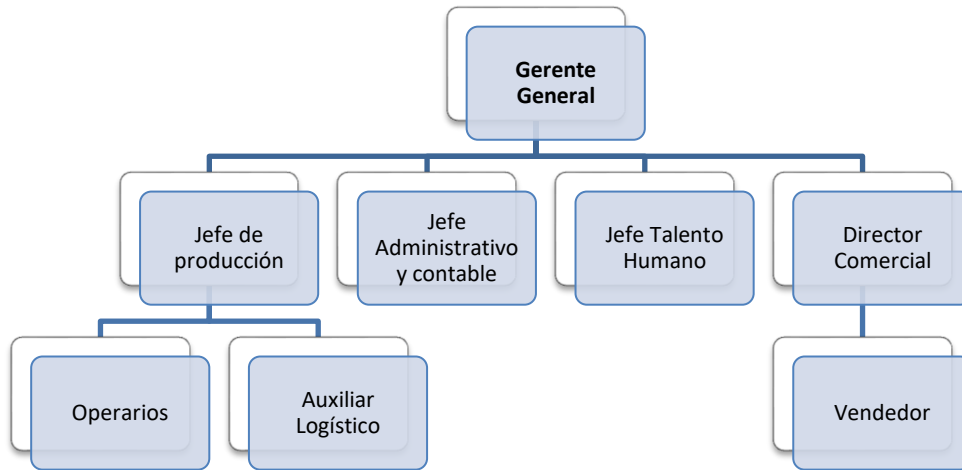 Gerente
General
Jefe de
producción
Jefe
Administrativo
y contable
Jefe Talento
Humano
Director
Comercial
Operarios
Auxiliar
Logístico
Vendedor